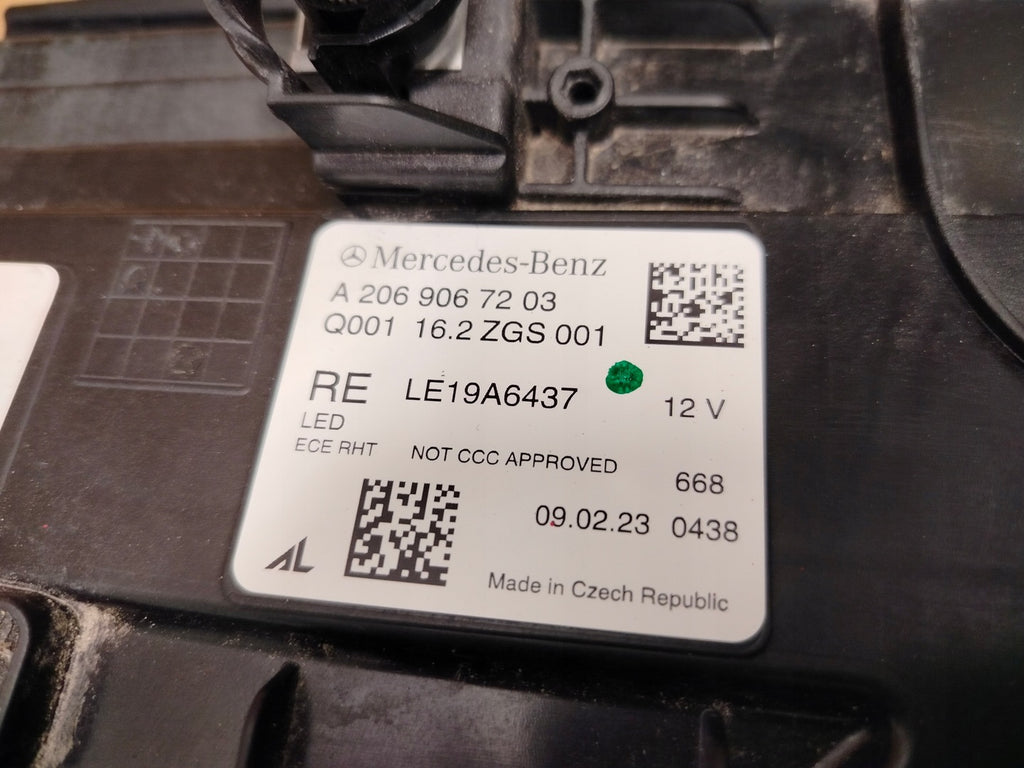 Mercedes-Benz
A 206 906 72 03
Q001 16.2 ZGS 001
RE LE19A6437 12 V
LED
ECE RHT NOT CCC APPROVED 668
09.02.23 0438
AL
Made in Czech Republic